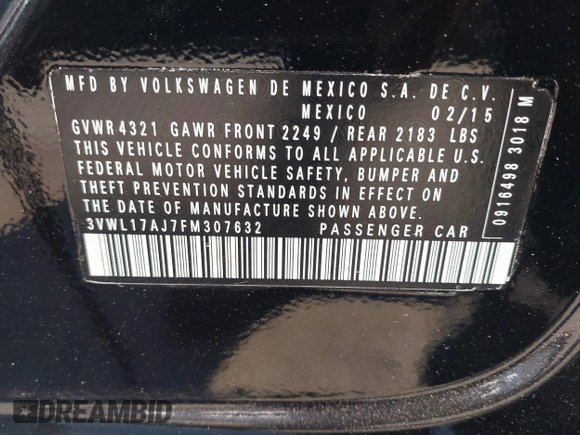 MFD BY VOLKSWAGEN DE MEXICO S.A. DE C.V.
MEXICO 02/15
GVWR 4321 GAWR FRONT 2249 / REAR 2183 LBS
THIS VEHICLE CONFORMS TO ALL APPLICABLE U.S.
FEDERAL MOTOR VEHICLE SAFETY, BUMPER AND
THEFT PREVENTION STANDARDS IN EFFECT ON
THE DATE OF MANUFACTURE SHOWN ABOVE.
3VWL17AJ7FM307632 PASSENGER CAR
0916498 3018 M
DREAMBID